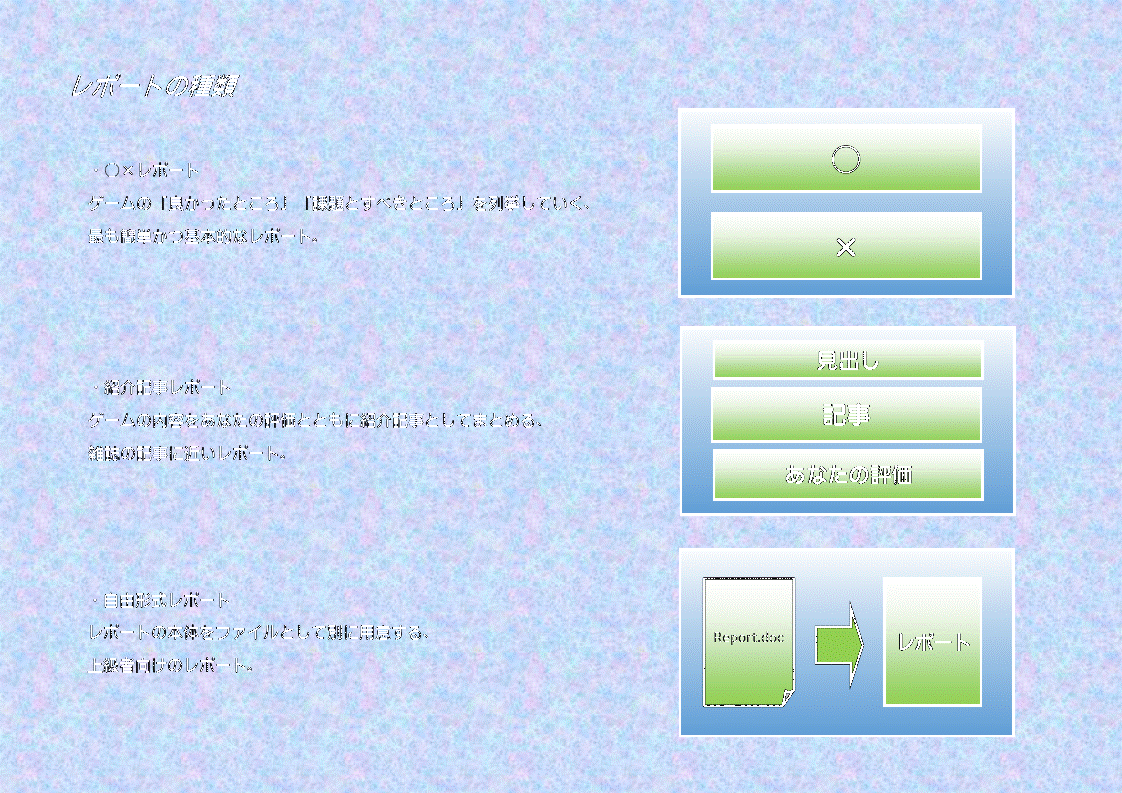 レポートの種類
・○×レポート
ゲームの「良かったところ」「改善すべきところ」を列挙していく、
最も簡単かつ基本的なレポート。
○
×
・紹介記事レポート
ゲームの内容をあなたの評価とともに紹介記事としてまとめる、
雑誌の記事に近いレポート。
見出し
記事
あなたの評価
・自由形式レポート
レポートの本体をファイルとして別に用意する、
上級者向けのレポート。
Report.doc
レポート